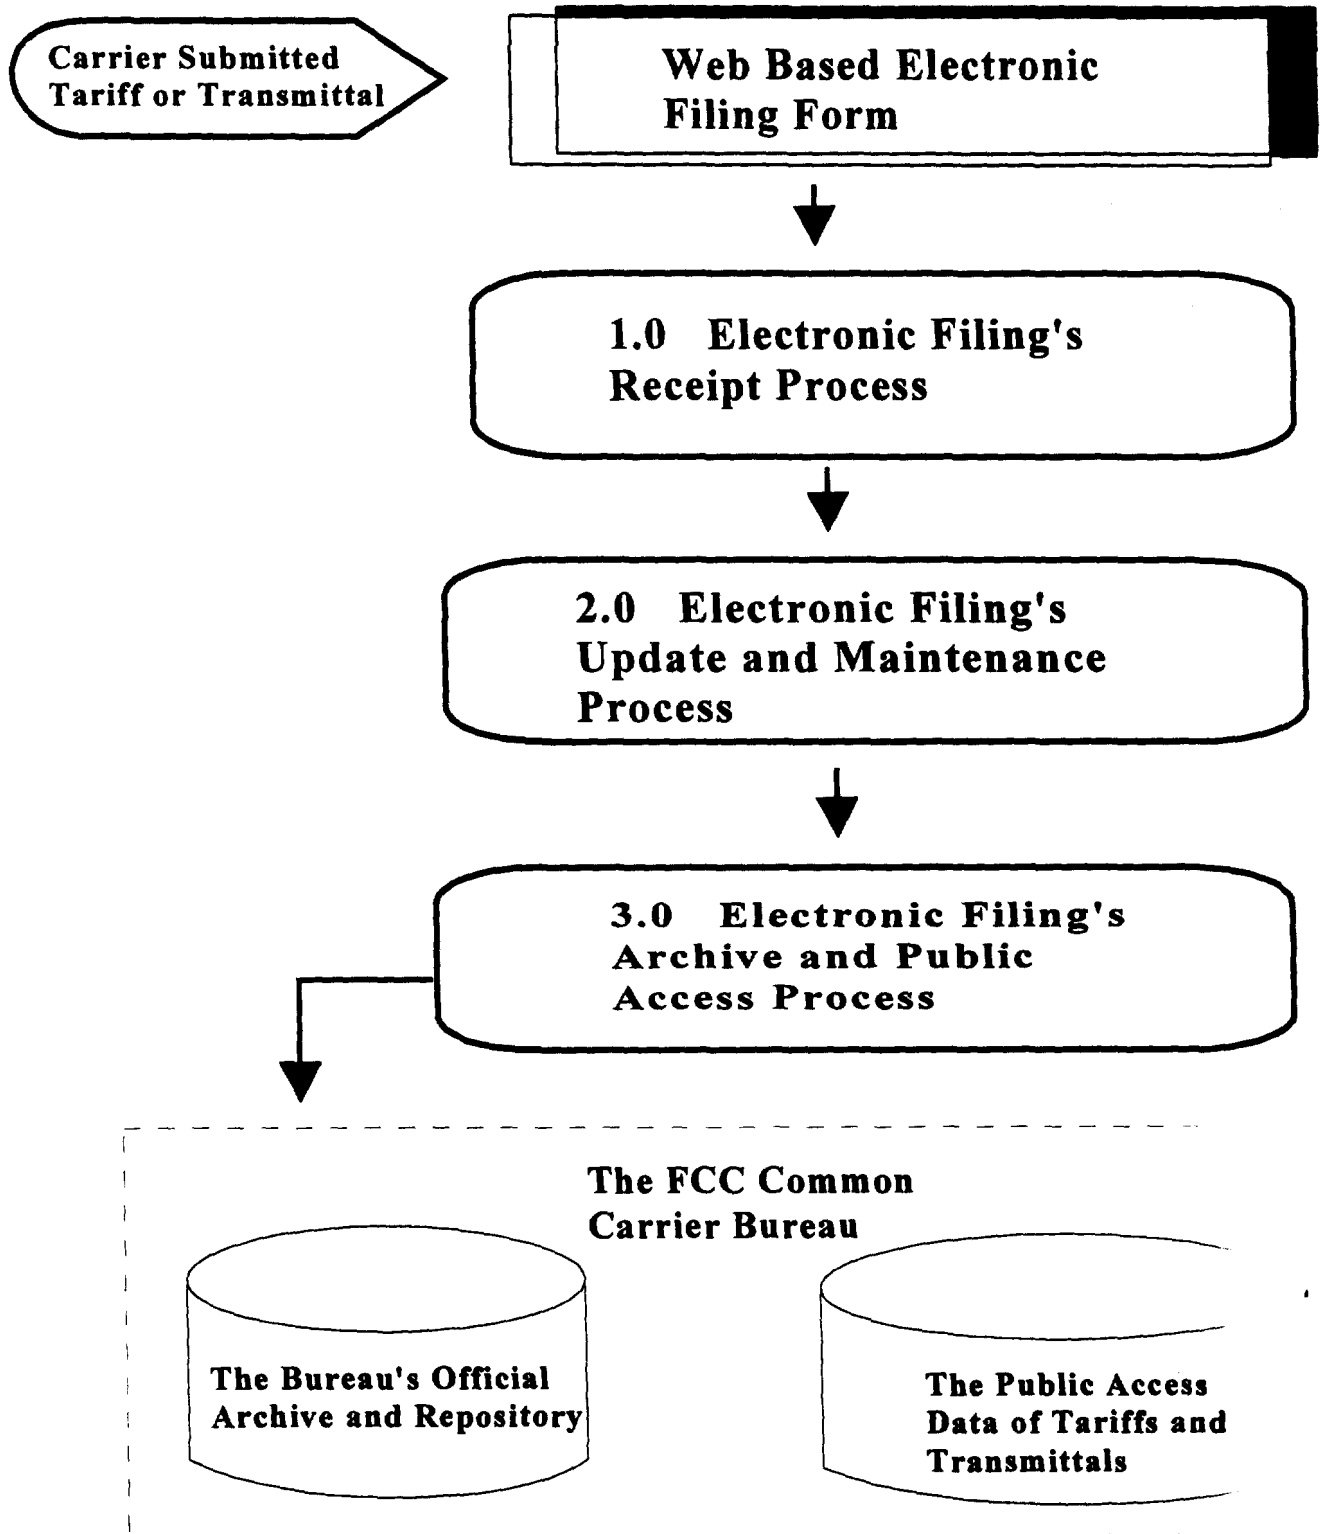 Carrier Submitted
Tariff or Transmittal
Web Based Electronic
Filing Form
1.0 Electronic Filing's
Receipt Process
2.0 Electronic Filing's
Update and Maintenance
Process
3.0 Electronic Filing's
Archive and Public
Access Process
The FCC Common
Carrier Bureau
The Bureau's Official
Archive and Repository
The Public Access
Data of Tariffs and
Transmittals